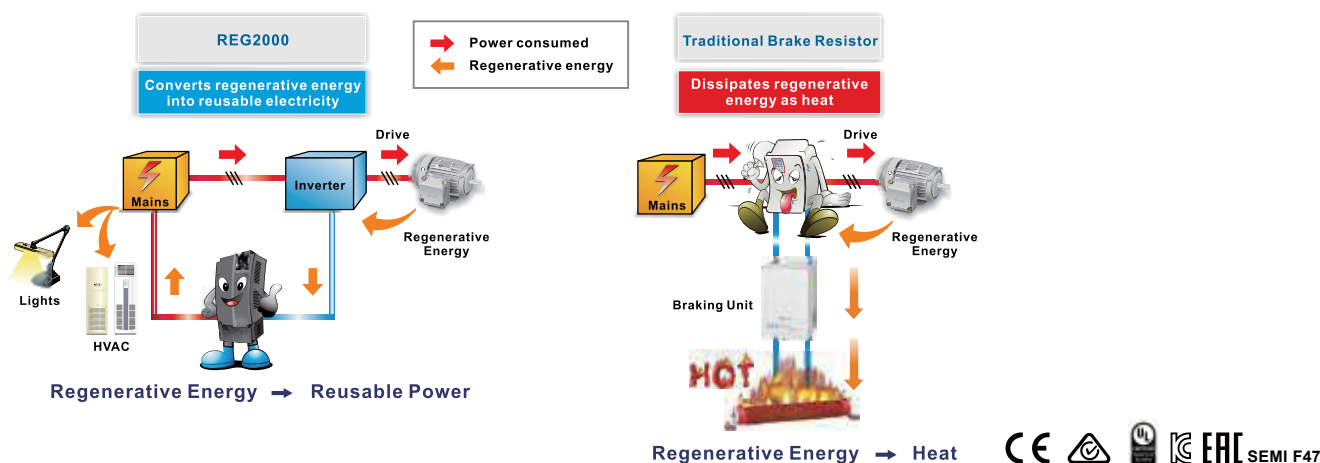 REG2000
Converts regenerative energy
into reusable electricity
Power consumed
Regenerative energy
Traditional Brake Resistor
Dissipates regenerative
energy as heat
Drive
Mains
Inverter
Regenerative
Energy
Lights
HVAC
Regenerative Energy → Reusable Power
Drive
Mains
Regenerative
Energy
Braking Unit
HOT
Regenerative Energy → Heat
CE
UL
EAC
SEMI F47